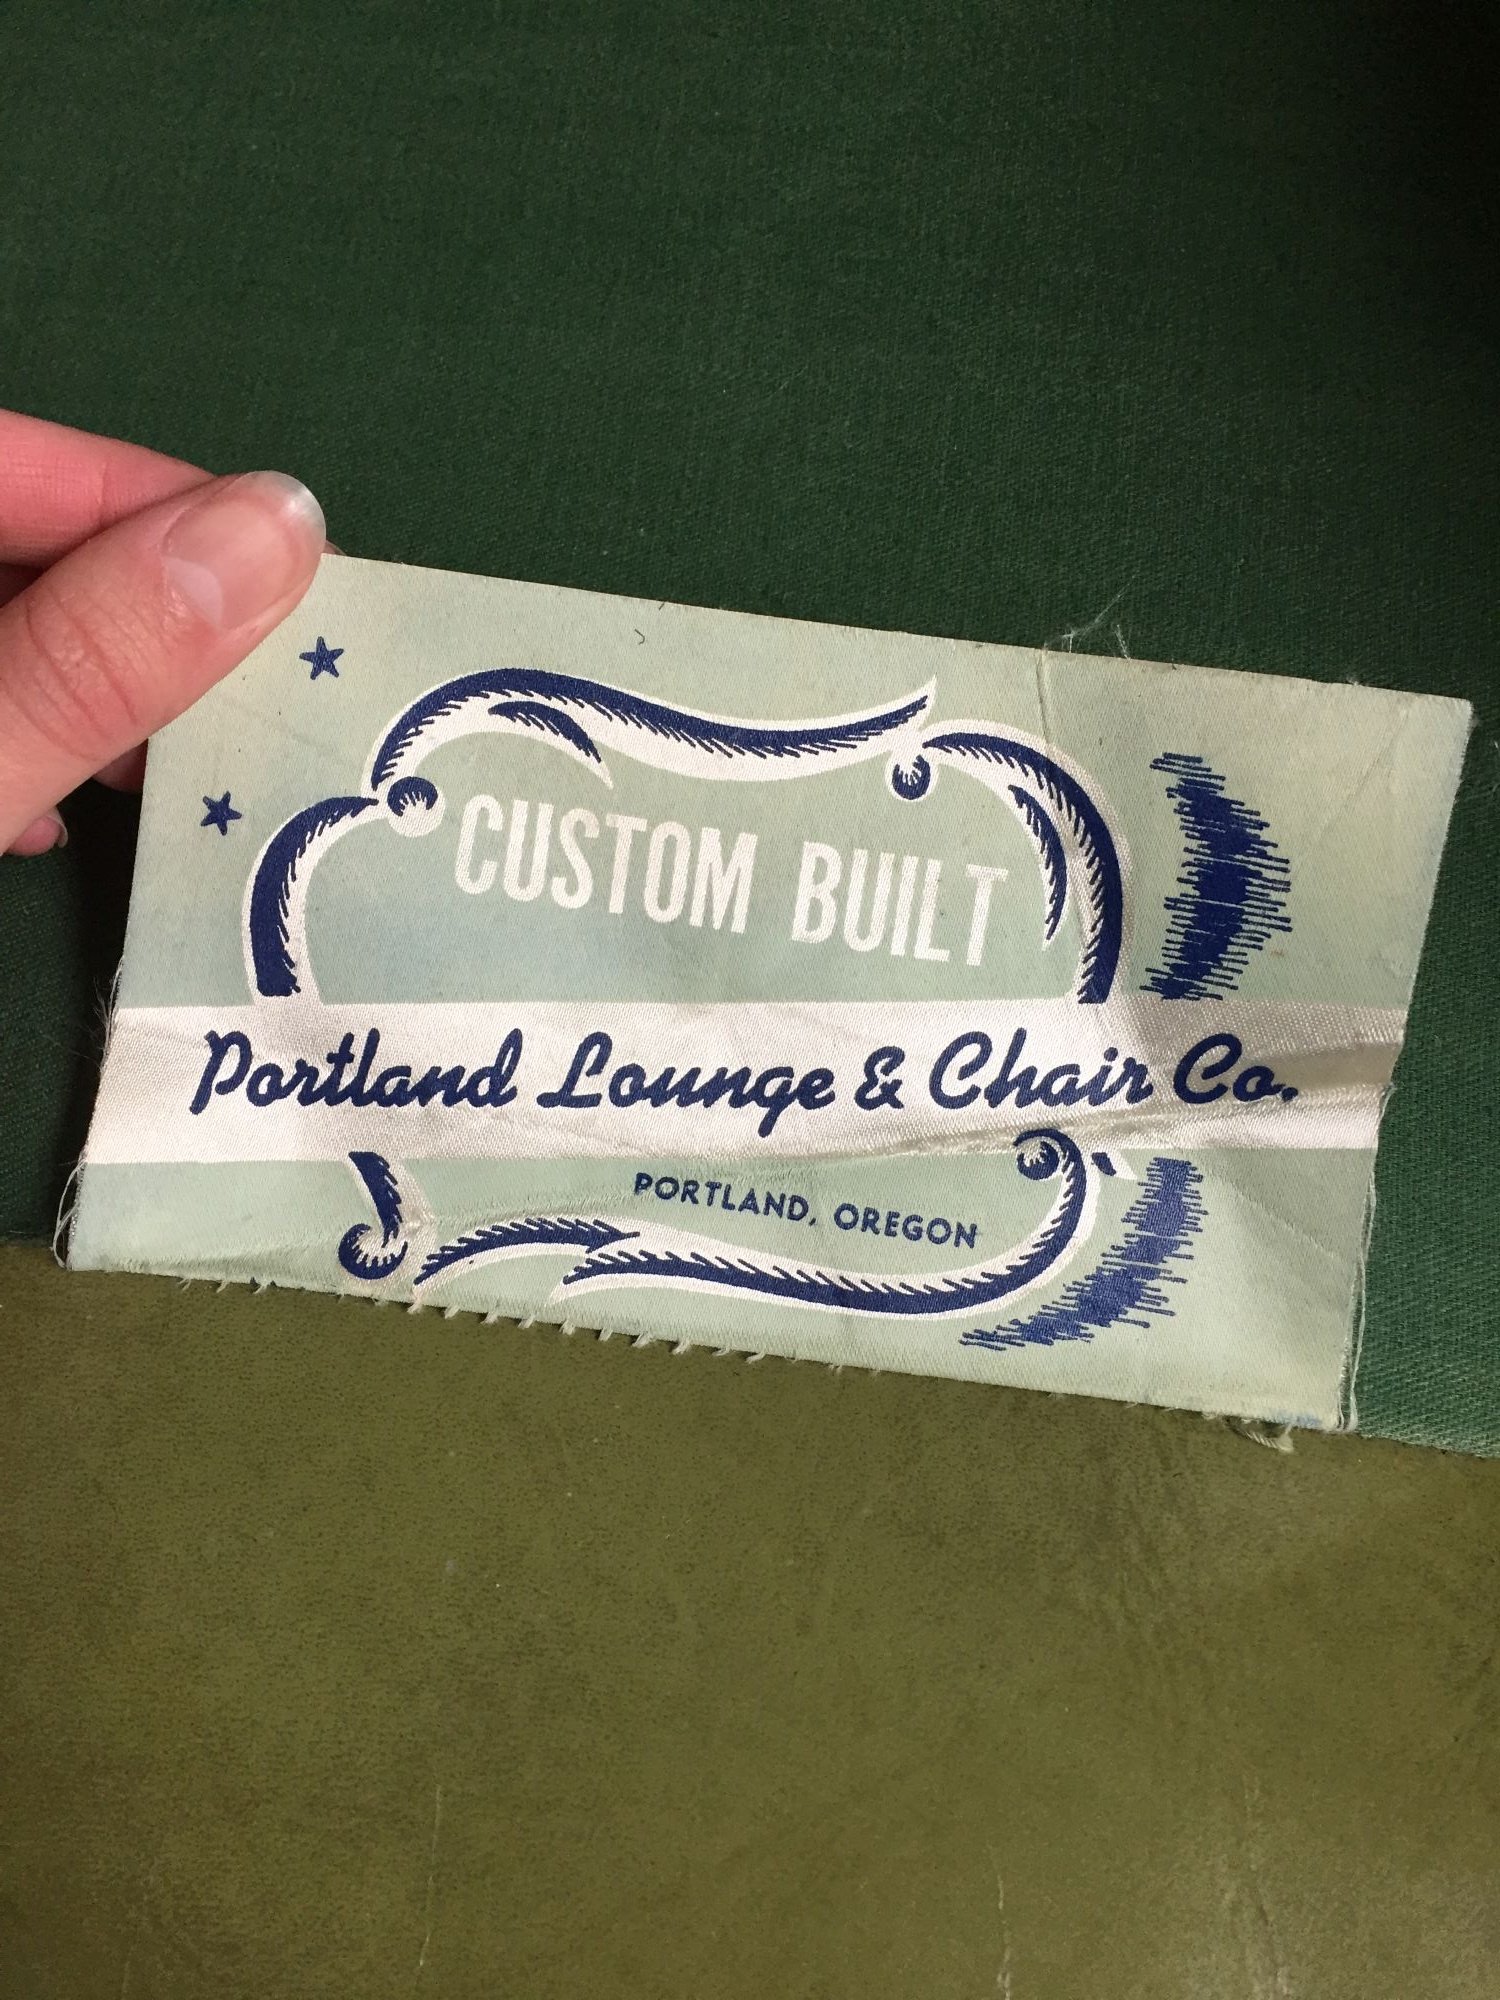 CUSTOM BUILT
Portland Lounge & Chair Co.
PORTLAND, OREGON